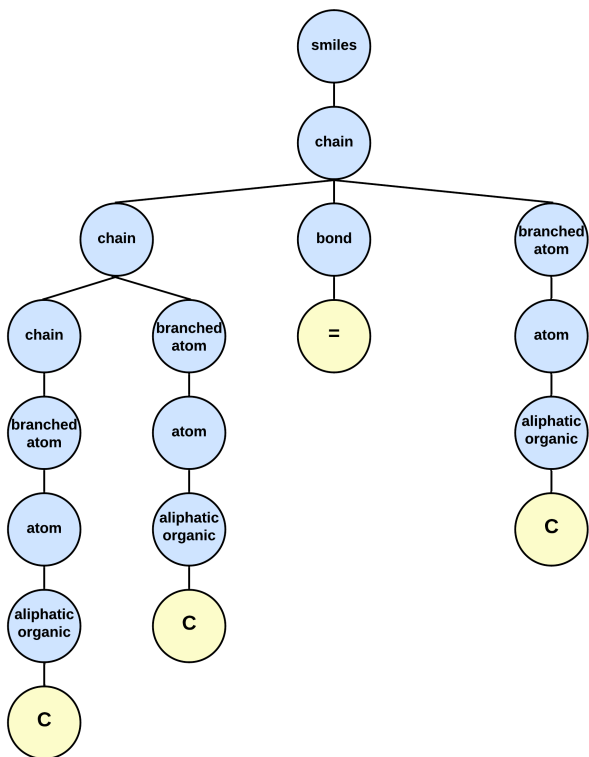 smiles
chain
chain
bond
branched
atom
chain
branched
atom
=
atom
branched
atom
atom
aliphatic
organic
atom
aliphatic
organic
C
aliphatic
organic
C
C